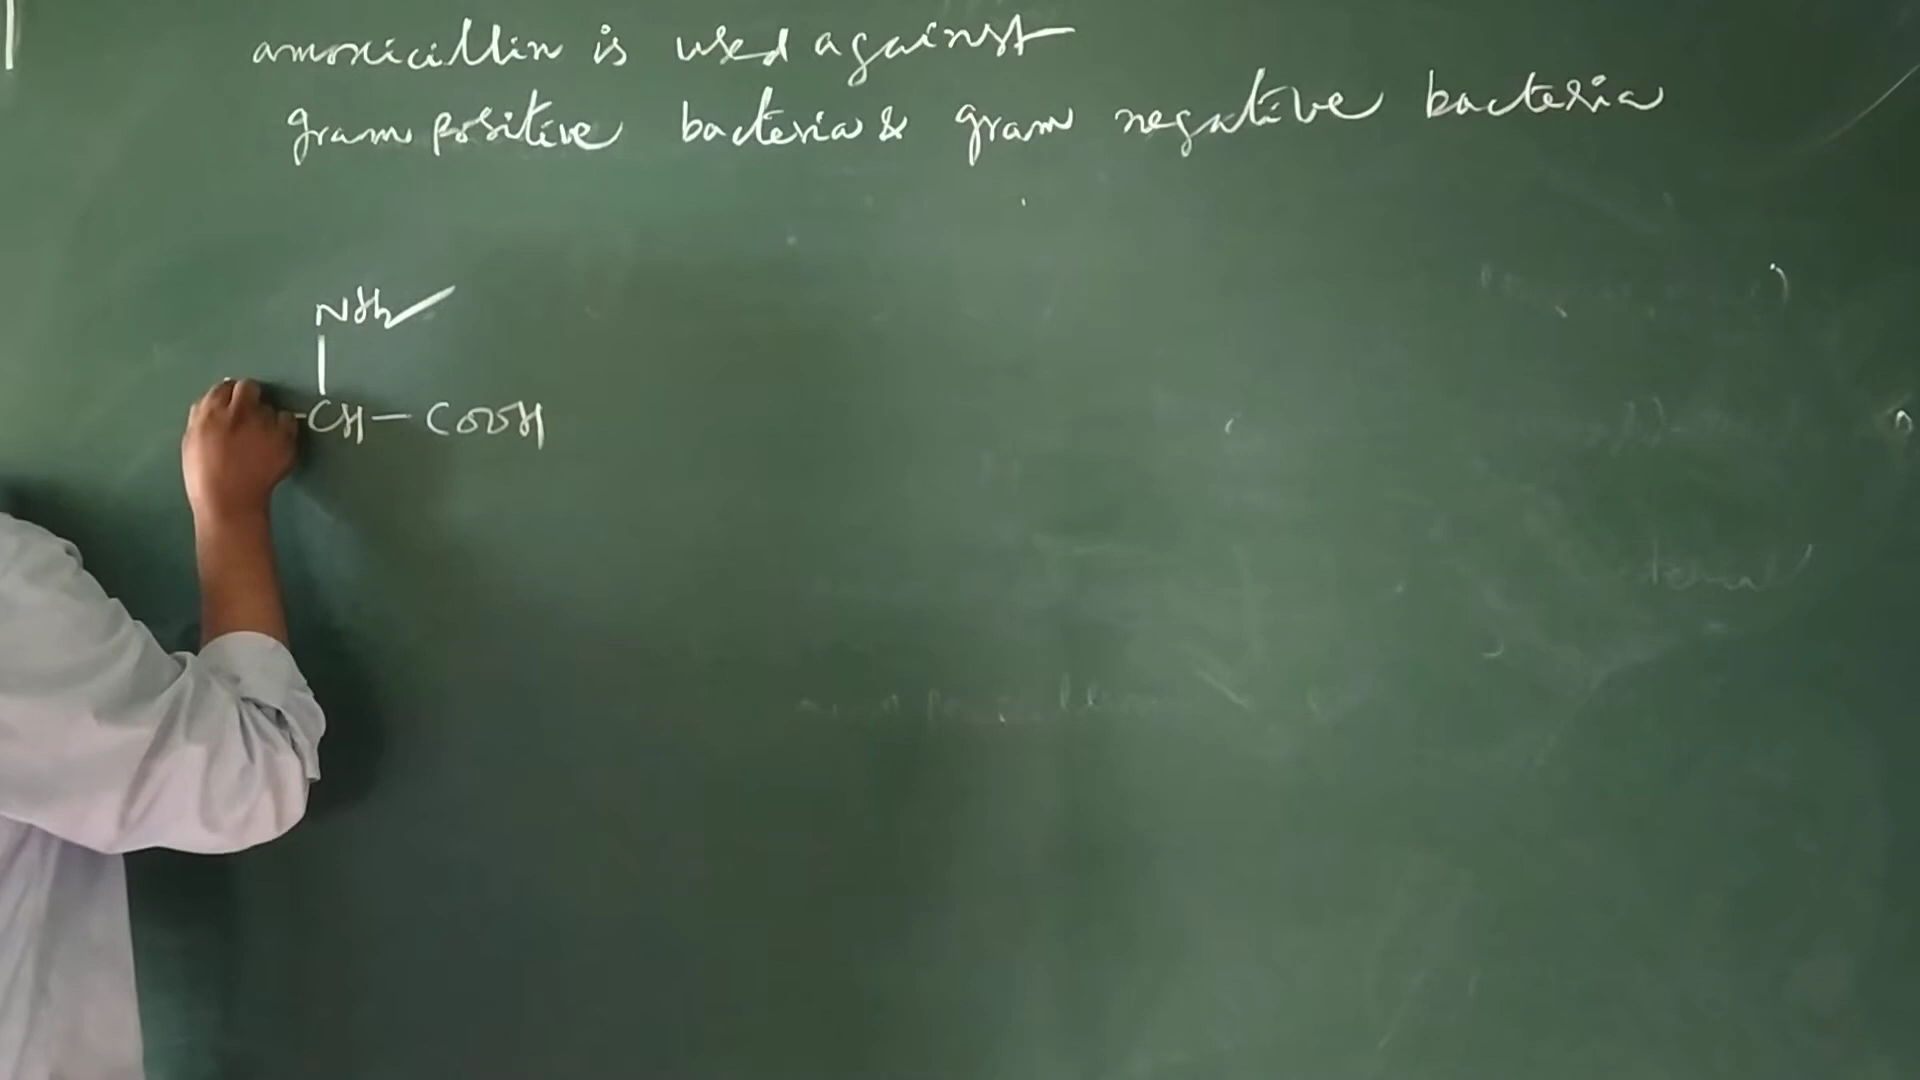 amoxicillin is used against
gram positive bacteria & gram negative bacteria
NH2
-CH-COOH